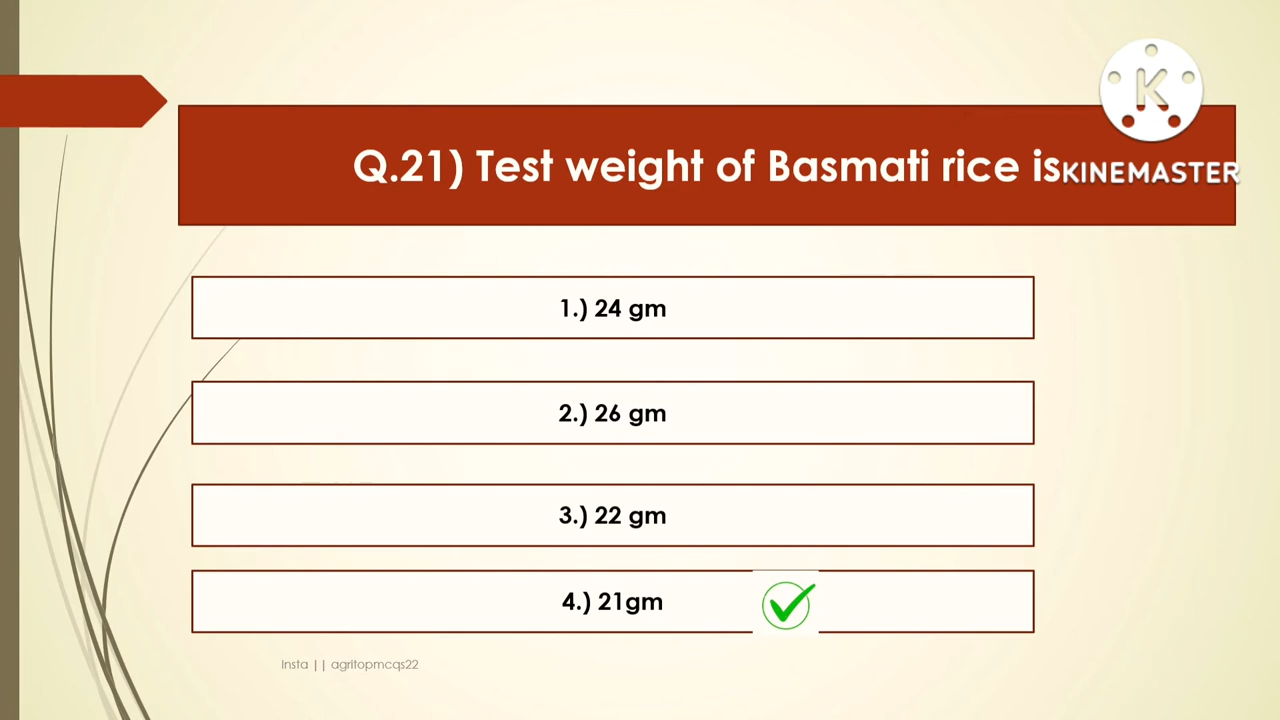 Q.21) Test weight of Basmati rice is
K
KINEMASTER
1.) 24 gm
2.) 26 gm
3.) 22 gm
4.) 21gm
Insta || agritopmcqs22